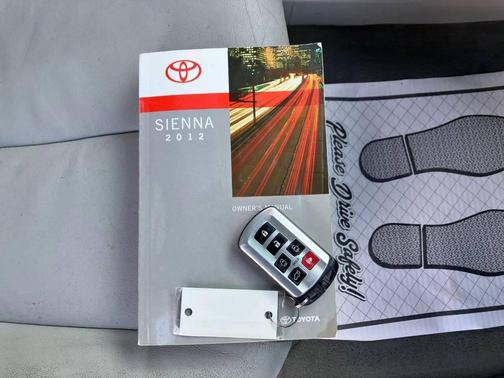 SIENNA
2012
OWNER'S MANUAL
TOYOTA
Please Drive Safely!!